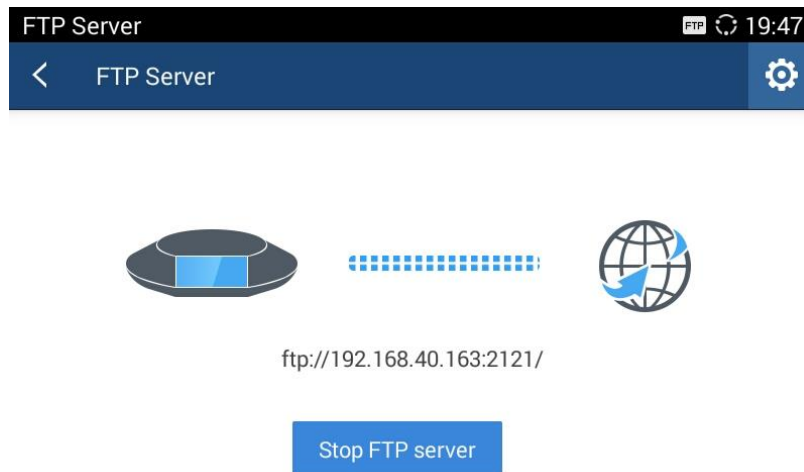 FTP Server FTP 19:47
FTP Server
ftp://192.168.40.163:2121/
Stop FTP server